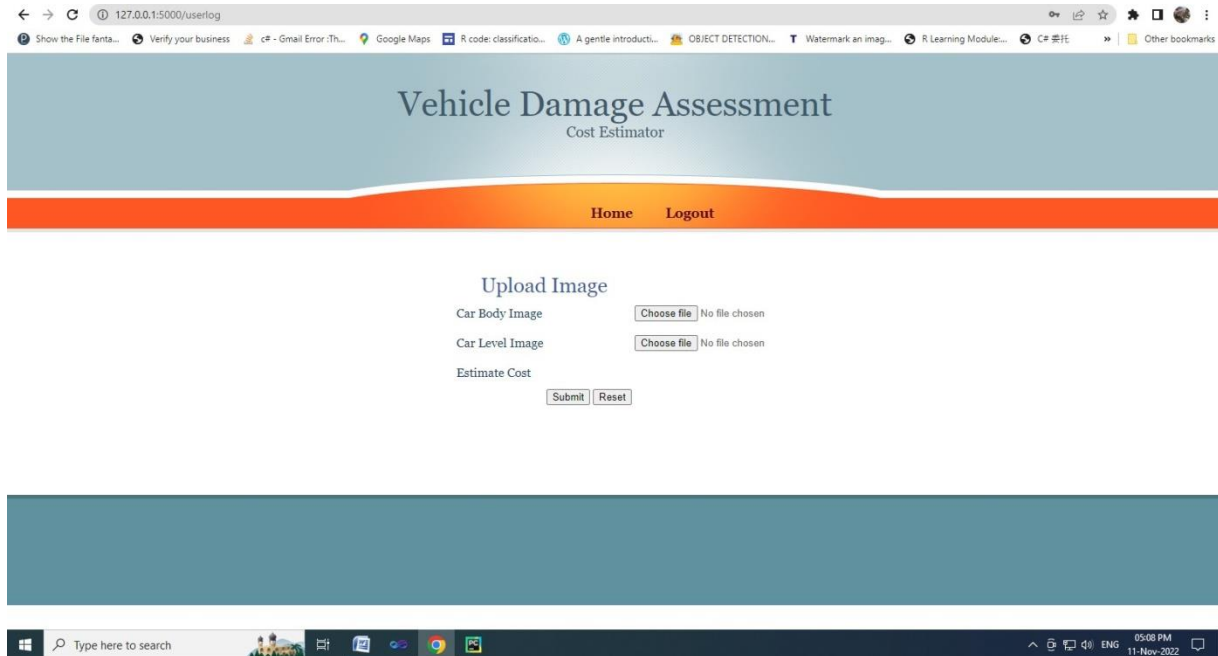 127.0.0.1:5000/userlog
Show the File fanta... Verify your business c# - Gmail Error :Th... Google Maps R code: classificatio... A gentle introducti... OBJECT DETECTION... Watermark an imag... R Learning Module:... C# 委托 » Other bookmarks
Vehicle Damage Assessment
Cost Estimator
Home Logout
Upload Image
Car Body Image Choose file No file chosen
Car Level Image Choose file No file chosen
Estimate Cost
Submit Reset
Type here to search
ENG
05:08 PM
11-Nov-2022